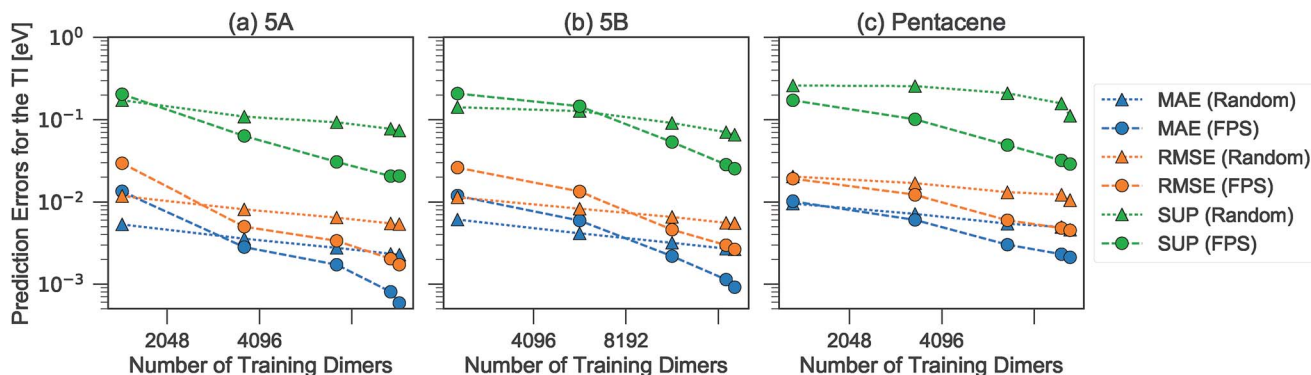 (a) 5A
(b) 5B
(c) Pentacene
Prediction Errors for the TI [eV]
10⁰
10⁻¹
10⁻²
10⁻³
2048 4096
4096 8192
2048 4096
Number of Training Dimers
Number of Training Dimers
Number of Training Dimers
MAE (Random)
MAE (FPS)
RMSE (Random)
RMSE (FPS)
SUP (Random)
SUP (FPS)